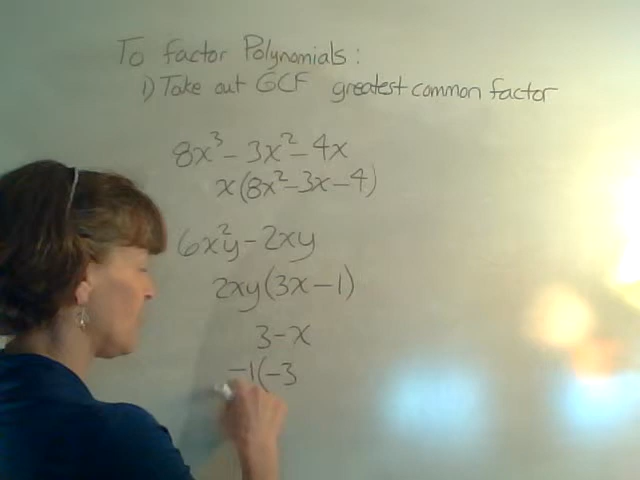 To factor Polynomials:
1) Take out GCF greatest common factor
8x³ - 3x² - 4x
x(8x² - 3x - 4)
6x²y - 2xy
2xy(3x - 1)
3 - x
-1(-3